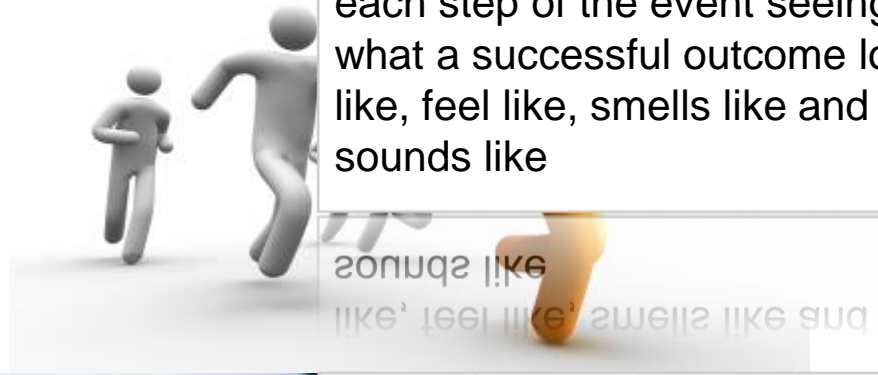 each step of the event seeing
what a successful outcome
like, feel like, smells like and
sounds like
sounds like
like, feel like, smells like and